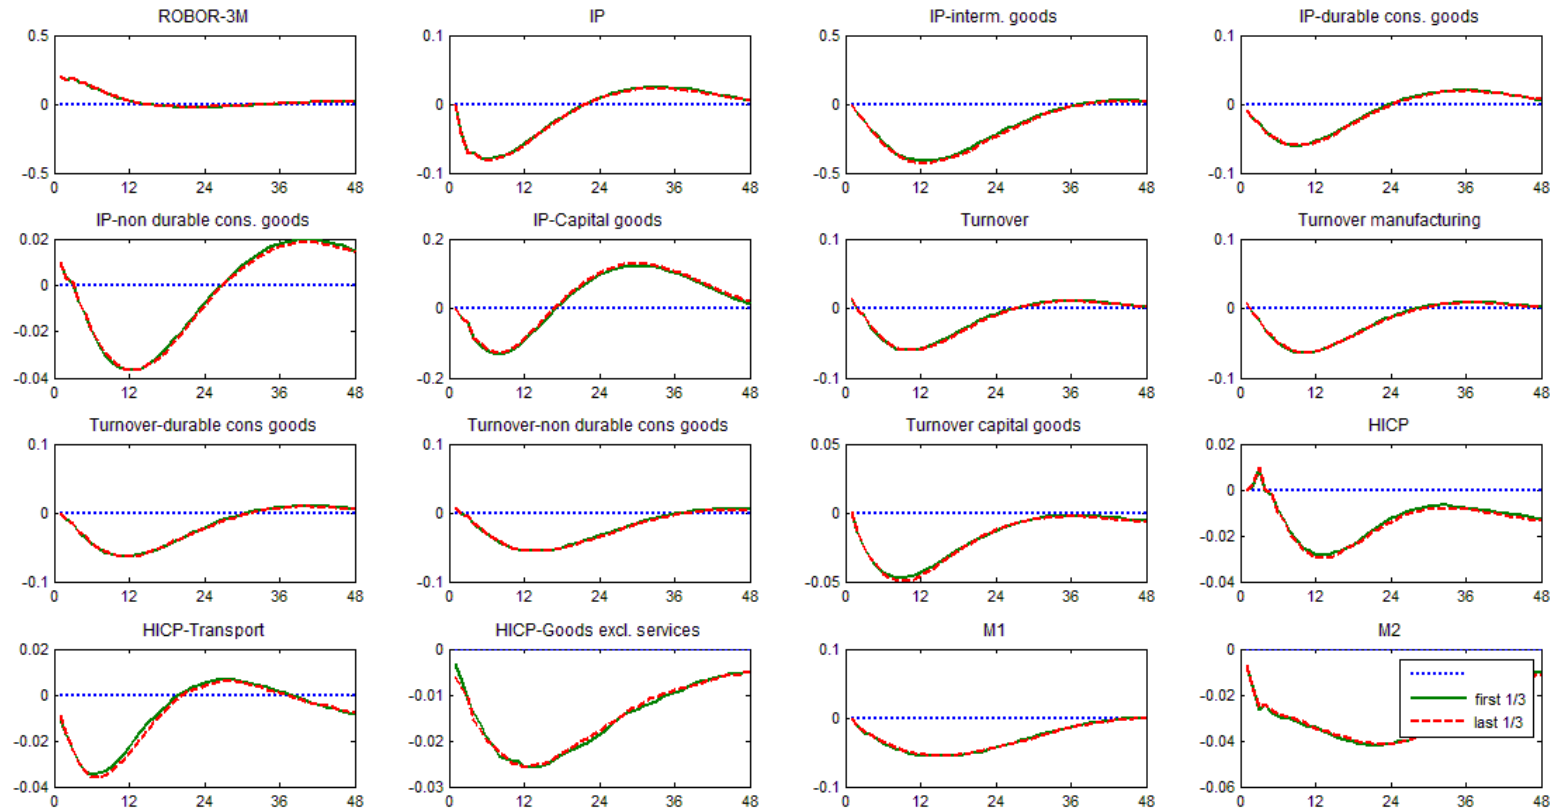 ROBOR-3M
IP
IP-interm. goods
IP-durable cons. goods
0.5
0
-0.5
0 12 24 36 48
0.1
0
-0.1
0 12 24 36 48
0.5
0
-0.5
0 12 24 36 48
0.1
0
-0.1
0 12 24 36 48
IP-non durable cons. goods
IP-Capital goods
Turnover
Turnover manufacturing
0.02
0
-0.02
-0.04
0 12 24 36 48
0.2
0
-0.2
0 12 24 36 48
0.1
0
-0.1
0 12 24 36 48
0.1
0
-0.1
0 12 24 36 48
Turnover-durable cons goods
Turnover-non durable cons goods
Turnover capital goods
HICP
0.1
0
-0.1
0 12 24 36 48
0.1
0
-0.1
0 12 24 36 48
0.05
0
-0.05
0 12 24 36 48
0.02
0
-0.02
-0.04
0 12 24 36 48
HICP-Transport
HICP-Goods excl. services
M1
M2
0.02
0
-0.02
-0.04
0 12 24 36 48
0
-0.01
-0.02
-0.03
0 12 24 36 48
0.1
0
-0.1
0 12 24 36 48
0
-0.02
-0.04
-0.06
0 12 24 36 48
first 1/3
last 1/3